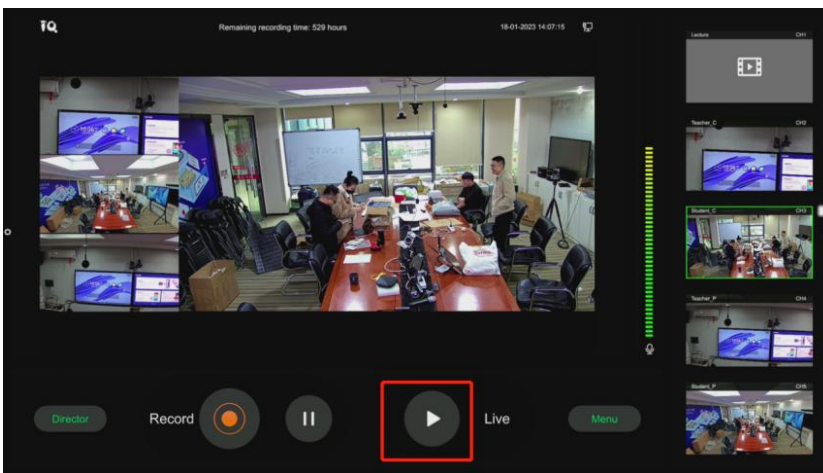 IQ
Remaining recording time: 529 hours
18-01-2023 14:07:15
Lecture CH1
Teacher_C CH2
Student_C CH3
Teacher_P CH4
Student_P CH5
Director
Record
Live
Menu